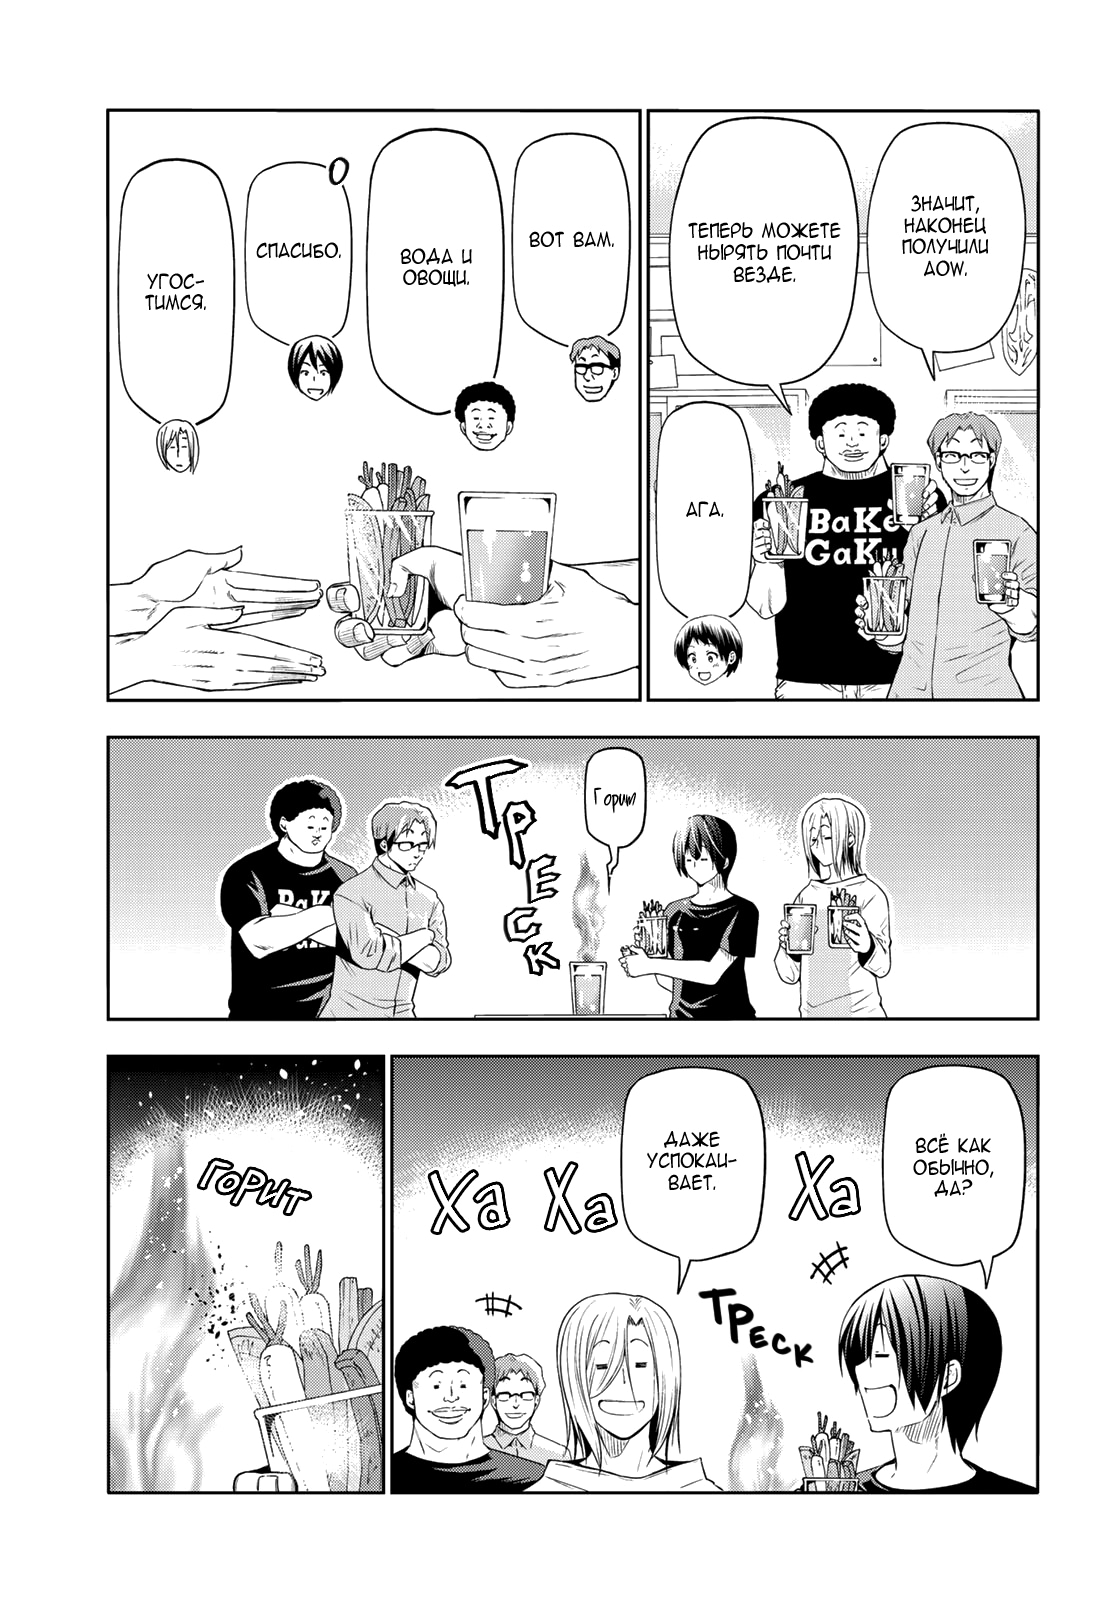 ЗНАЧИТ,
НАКОНЕЦ
ПОЛУЧИЛИ
AOW.
ТЕПЕРЬ МОЖЕТЕ
НЫРЯТЬ ПОЧТИ
ВЕЗДЕ.
АГА.
BaKe
GaKu
ВОТ ВАМ.
ВОДА И
ОВОЩИ.
СПАСИБО.
УГОС-
ТИМСЯ.
Горит
ТРЕСК
BaK
ВСЁ КАК
ОБЫЧНО,
ДА?
ДАЖЕ
УСПОКАИ-
ВАЕТ.
Ха
Ха Ха
ТРЕСК
ГОРИТ